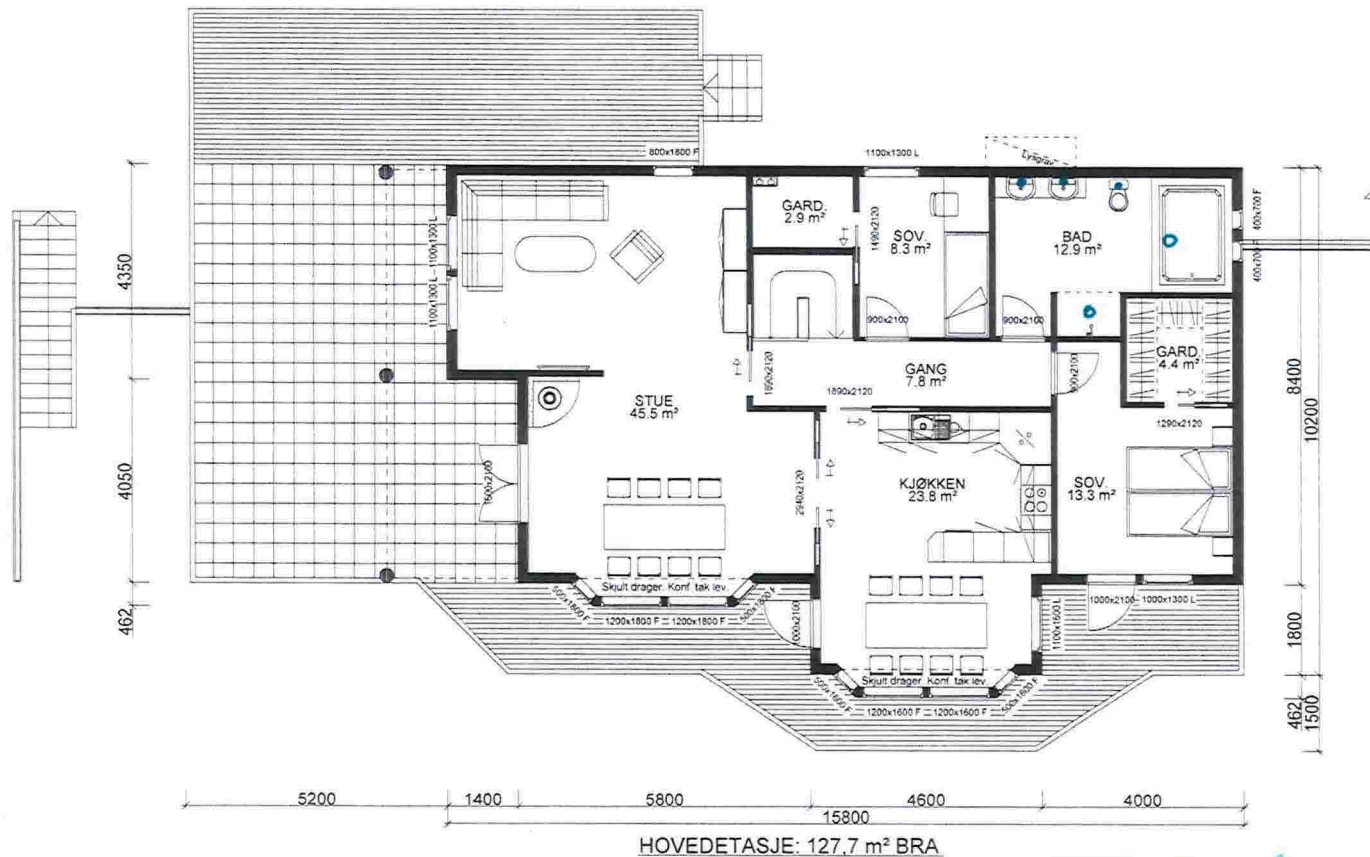 800x1800 F
1100x1300 L
Lysgrav
GARD.
2.9 m²
1490x2120
SOV.
8.3 m²
BAD
12.9 m²
400x700 F
400x700 F
1100x1300 L
1100x1300 L
4350
900x2100
900x2100
GARD.
4.4 m²
GANG
7.8 m²
1890x2120
1890x2120
900x2100
8400
10200
STUE
45.5 m²
1290x2120
4050
1600x2100
2940x2120
KJØKKEN
23.8 m²
SOV.
13.3 m²
Skjult drager. Konf. tak lev.
500x1800 F
1200x1800 F
1200x1800 F
500x1800 F
1000x2100
1100x1600 L
1000x2100
1000x1300 L
462
1800
Skjult drager. Konf. tak lev.
500x1600 F
1200x1600 F
1200x1600 F
500x1600 F
462
1500
5200
1400
5800
4600
4000
15800
HOVEDETASJE: 127,7 m² BRA